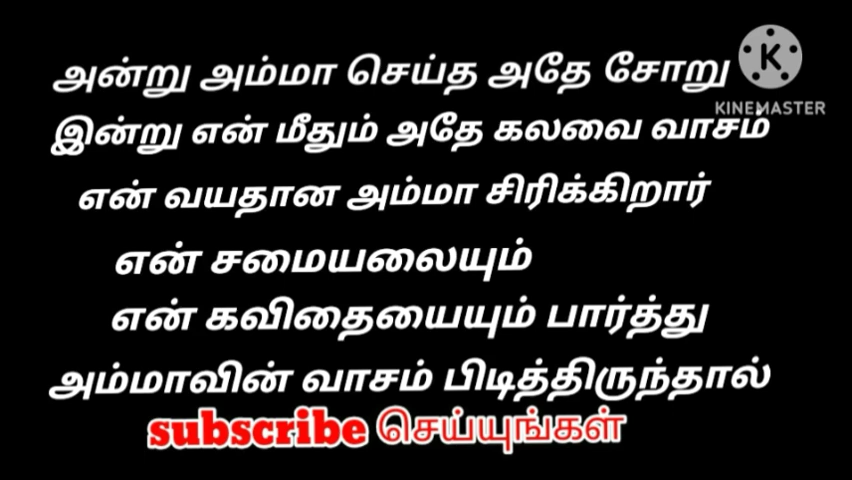 அன்று அம்மா செய்த அதே சோறு
K
KINEMASTER
இன்று என் மீதும் அதே கலவை வாசம்
என் வயதான அம்மா சிரிக்கிறார்
என் சமையலையும்
என் கவிதையையும் பார்த்து
அம்மாவின் வாசம் பிடித்திருந்தால்
subscribe செய்யுங்கள்